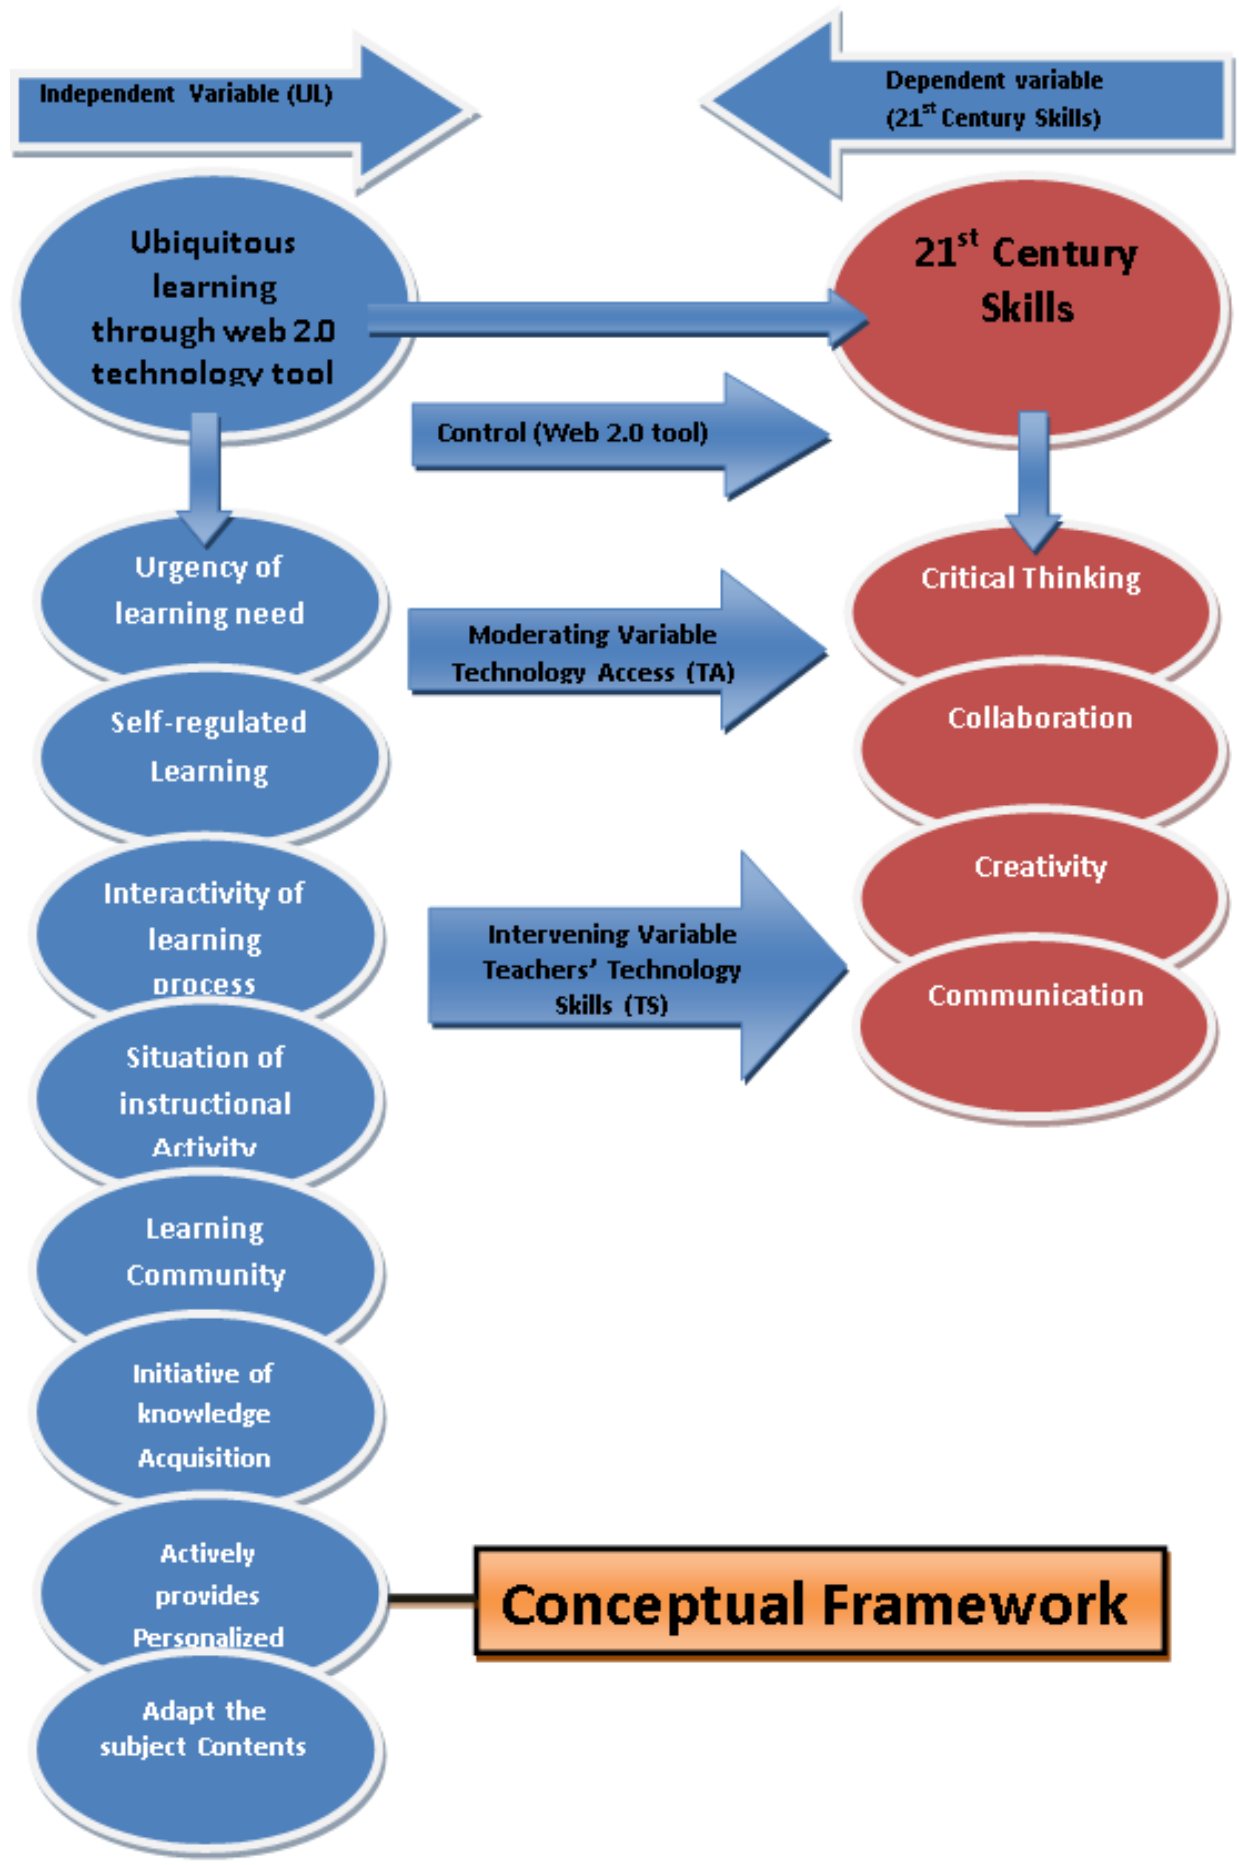 Independent Variable (UL)
Dependent variable
(21st Century Skills)
Ubiquitous
learning
through web 2.0
technology tool
21st Century
Skills
Control (Web 2.0 tool)
Urgency of
learning need
Critical Thinking
Moderating Variable
Technology Access (TA)
Self-regulated
Learning
Collaboration
Interactivity of
learning
process
Creativity
Intervening Variable
Teachers' Technology
Skills (TS)
Communication
Situation of
instructional
Activity
Learning
Community
Initiative of
knowledge
Acquisition
Actively
provides
Personalized
Conceptual Framework
Adapt the
subject Contents